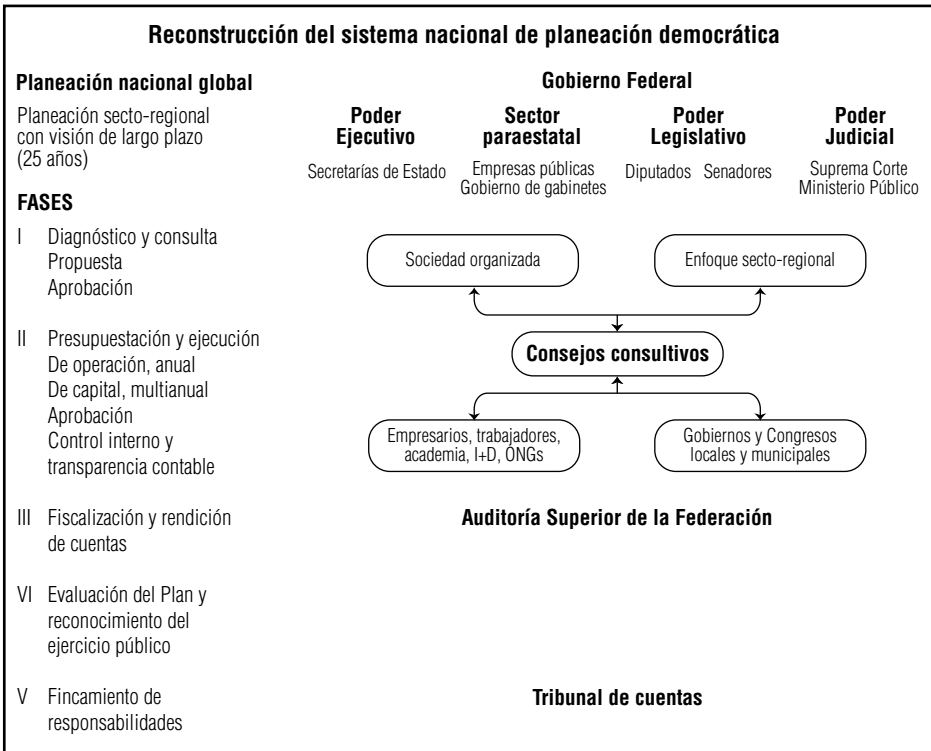 Reconstrucción del sistema nacional de planeación democrática
Planeación nacional global
Planeación secto-regional
con visión de largo plazo
(25 años)
Gobierno Federal
Poder
Ejecutivo
Secretarías de Estado
Sector
paraestatal
Empresas públicas
Gobierno de gabinetes
Poder
Legislativo
Diputados Senadores
Poder
Judicial
Suprema Corte
Ministerio Público
FASES
I Diagnóstico y consulta
Propuesta
Aprobación
Sociedad organizada
Enfoque secto-regional
II Presupuestación y ejecución
De operación, anual
De capital, multianual
Aprobación
Control interno y
transparencia contable
Consejos consultivos
Empresarios, trabajadores,
academia, I+D, ONGs
Gobiernos y Congresos
locales y municipales
III Fiscalización y rendición
de cuentas
Auditoría Superior de la Federación
VI Evaluación del Plan y
reconocimiento del
ejercicio público
V Fincamiento de
responsabilidades
Tribunal de cuentas